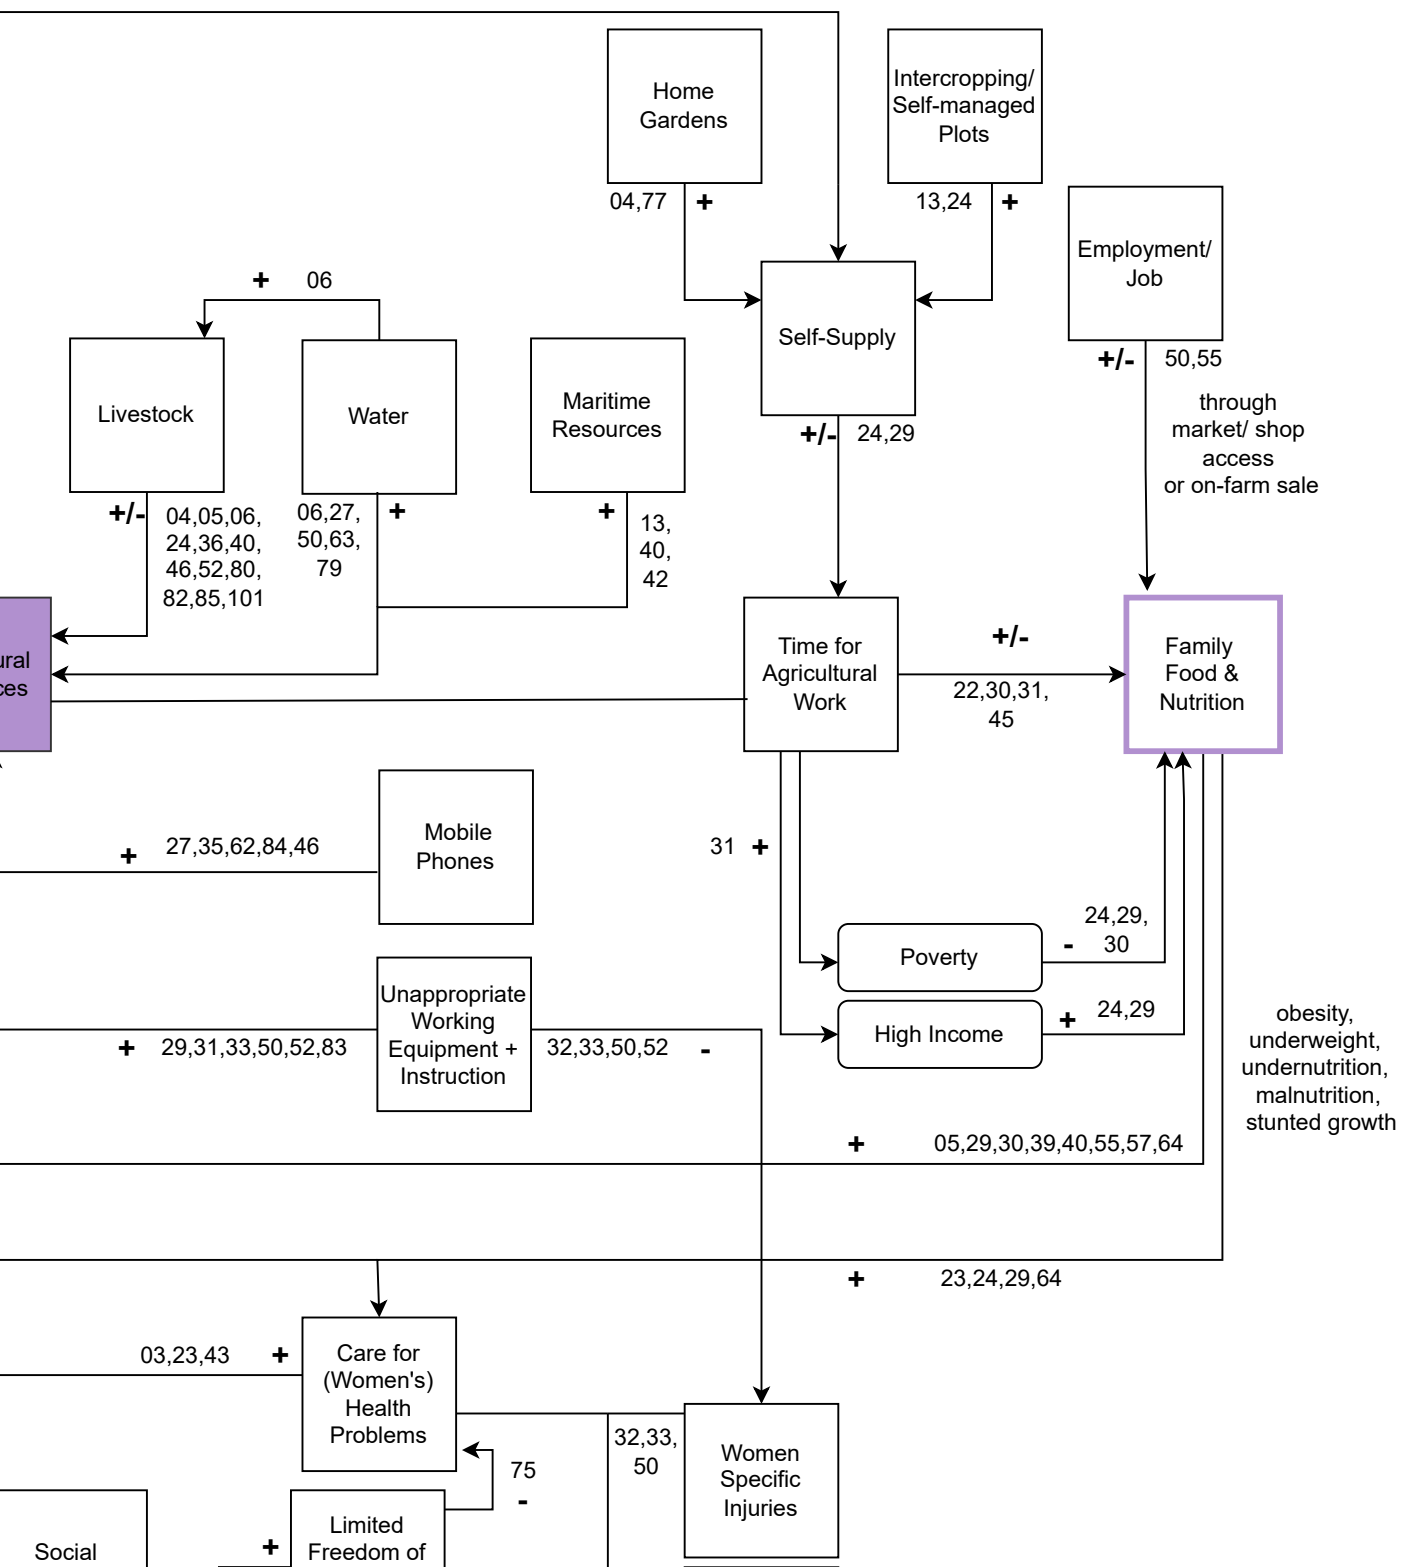 Home
Gardens
Intercropping/
Self-managed
Plots
04,77
+
13,24
+
Employment/
Job
+
06
Self-Supply
+/-
50,55
Livestock
Water
Maritime
Resources
through
market/ shop
access
or on-farm sale
+/-
24,29
+/-
04,05,06,
24,36,40,
46,52,80,
82,85,101
06,27,
50,63,
79
+
+
13,
40,
42
ural
ces
Time for
Agricultural
Work
+/-
22,30,31,
45
Family
Food &
Nutrition
+
27,35,62,84,46
Mobile
Phones
31
+
Poverty
-
24,29,
30
High Income
+
24,29
Unappropriate
Working
Equipment +
Instruction
+
29,31,33,50,52,83
32,33,50,52
-
obesity,
underweight,
undernutrition,
malnutrition,
stunted growth
+
05,29,30,39,40,55,57,64
+
23,24,29,64
03,23,43
+
Care for
(Women's)
Health
Problems
32,33,
50
Women
Specific
Injuries
75
-
Social
+
Limited
Freedom of